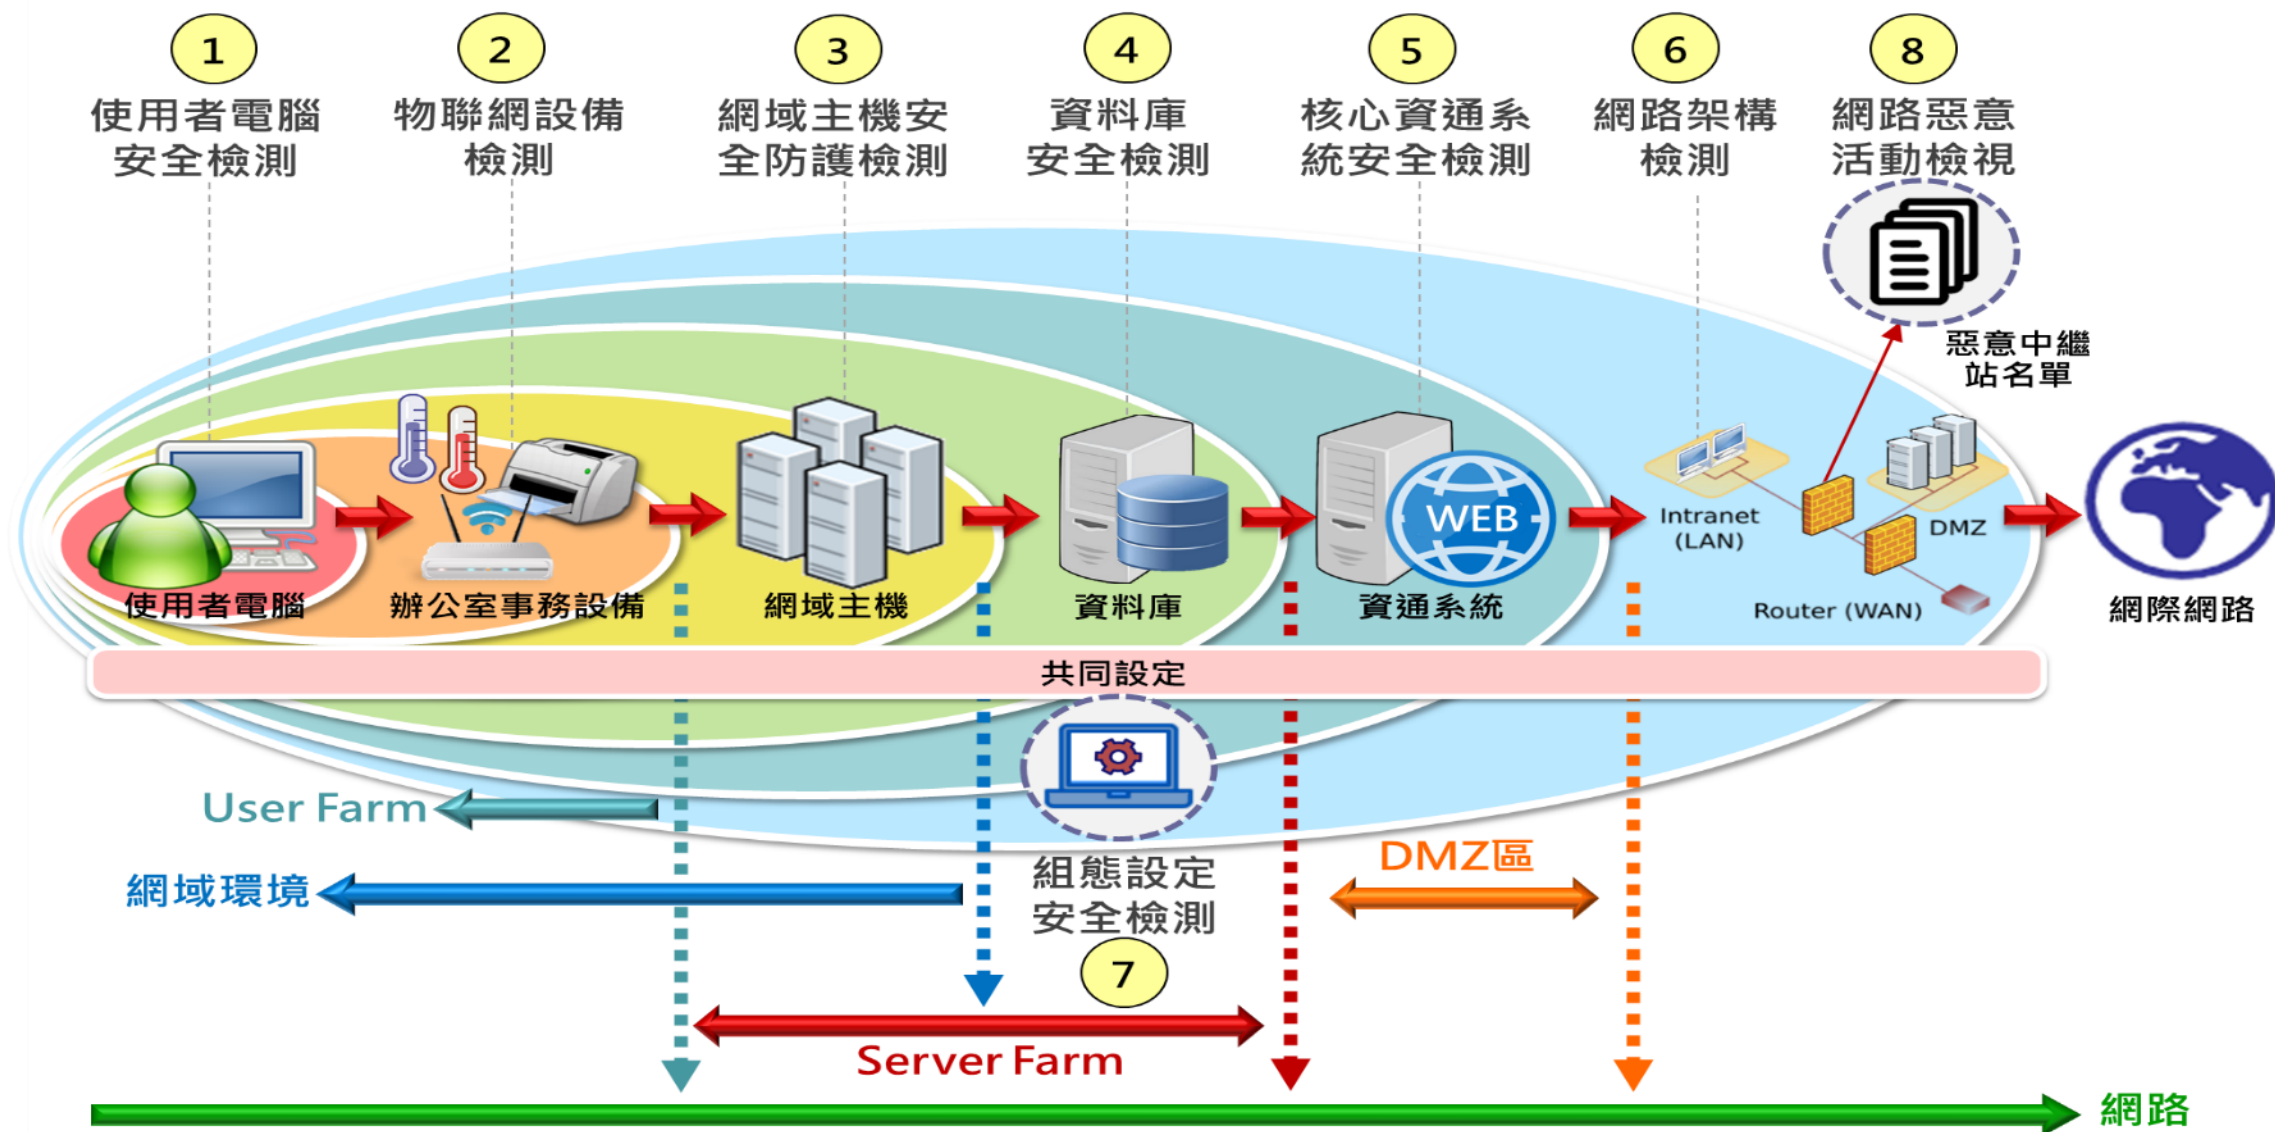 1
使用者電腦
安全檢測
2
物聯網設備
檢測
3
網域主機安
全防護檢測
4
資料庫
安全檢測
5
核心資通系
統安全檢測
6
網路架構
檢測
8
網路惡意
活動檢視
惡意中繼
站名單
WEB
Intranet
(LAN)
DMZ
Router (WAN)
使用者電腦
辦公室事務設備
網域主機
資料庫
資通系統
網際網路
共同設定
User Farm
網域環境
組態設定
安全檢測
7
DMZ區
Server Farm
網路